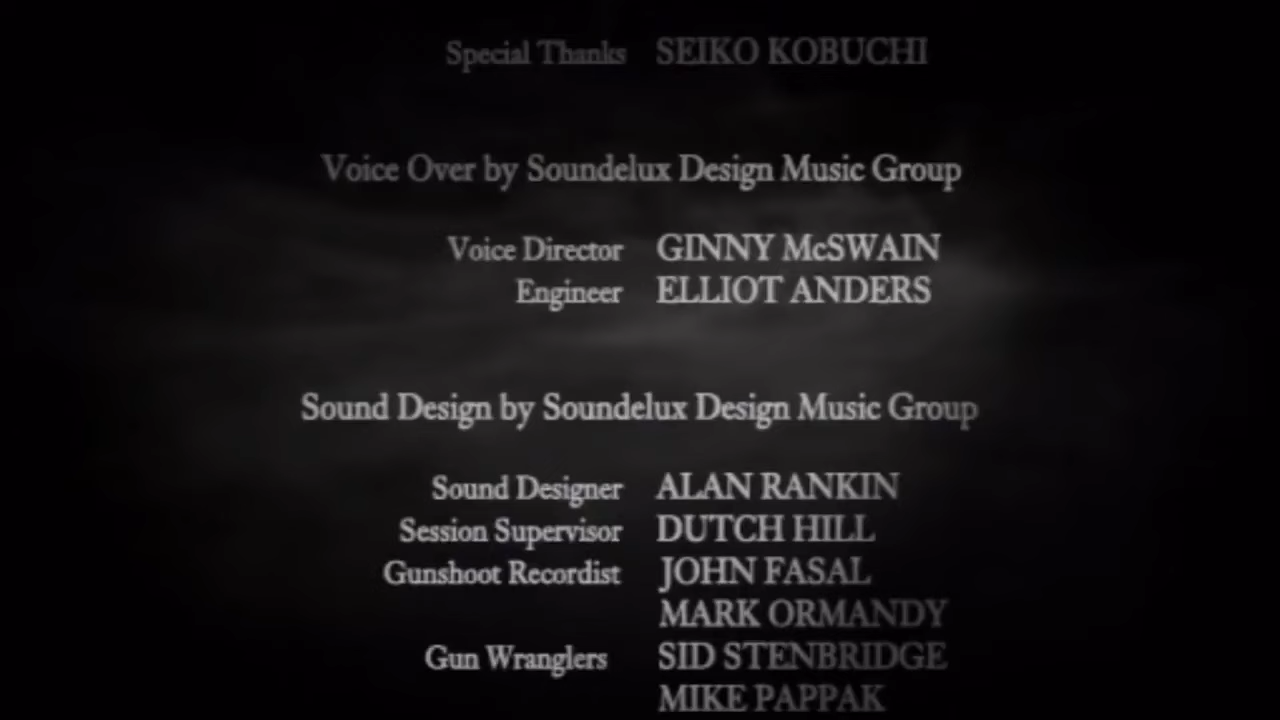 Special Thanks SEIKO KOBUCHI
Voice Over by Soundelux Design Music Group
Voice Director GINNY McSWAIN
Engineer ELLIOT ANDERS
Sound Design by Soundelux Design Music Group
Sound Designer ALAN RANKIN
Session Supervisor DUTCH HILL
Gunshoot Recordist JOHN FASAL
MARK ORMANDY
Gun Wranglers SID STENBRIDGE
MIKE PAPPAK